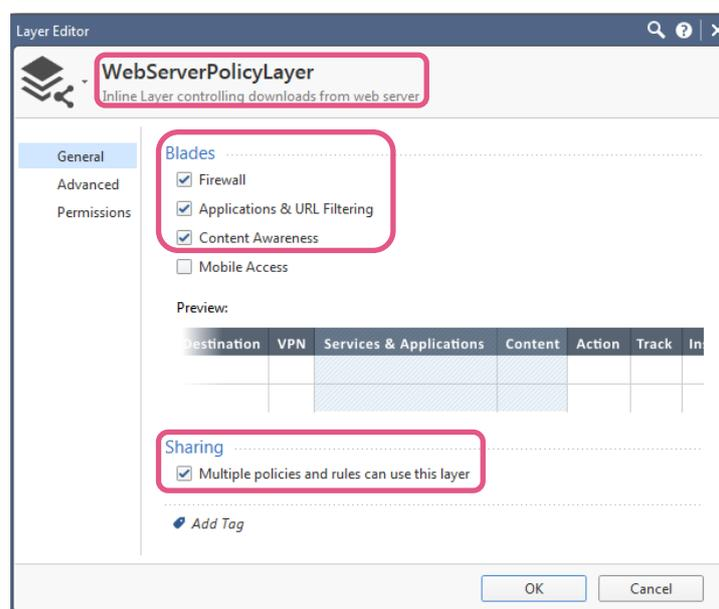 Layer Editor
WebServerPolicyLayer
Inline Layer controlling downloads from web server
General
Advanced
Permissions
Blades
Firewall
Applications & URL Filtering
Content Awareness
Mobile Access
Preview:
Destination VPN Services & Applications Content Action Track Ins
Sharing
Multiple policies and rules can use this layer
Add Tag
OK Cancel